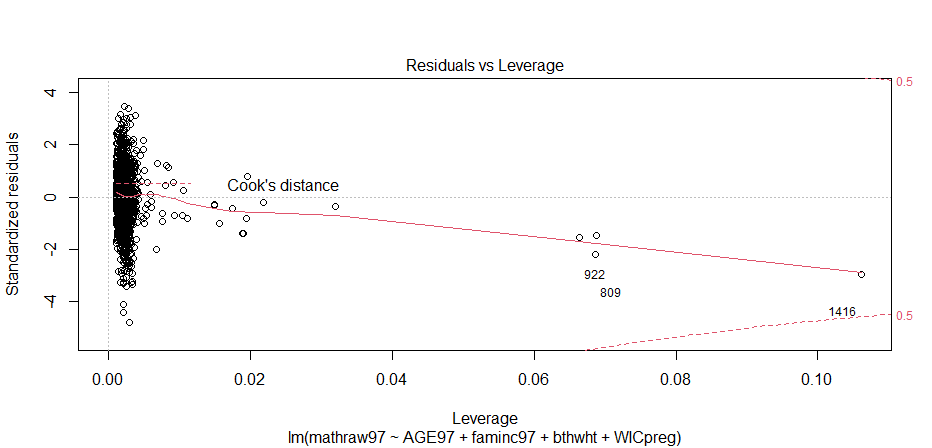 Residuals vs Leverage
Standardized residuals
4
2
0
-2
-4
0.5
0.5
Cook's distance
922
809
1416
0.00 0.02 0.04 0.06 0.08 0.10
Leverage
lm(mathraw97 ~ AGE97 + faminc97 + bthwht + WICpreg)